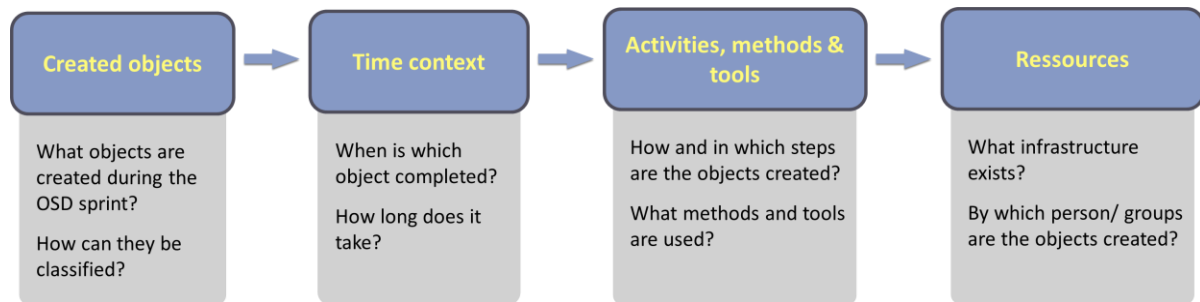 Created objects
What objects are
created during the
OSD sprint?
How can they be
classified?
Time context
When is which
object completed?
How long does it
take?
Activities, methods &
tools
How and in which steps
are the objects created?
What methods and tools
are used?
Ressources
What infrastructure
exists?
By which person/ groups
are the objects created?